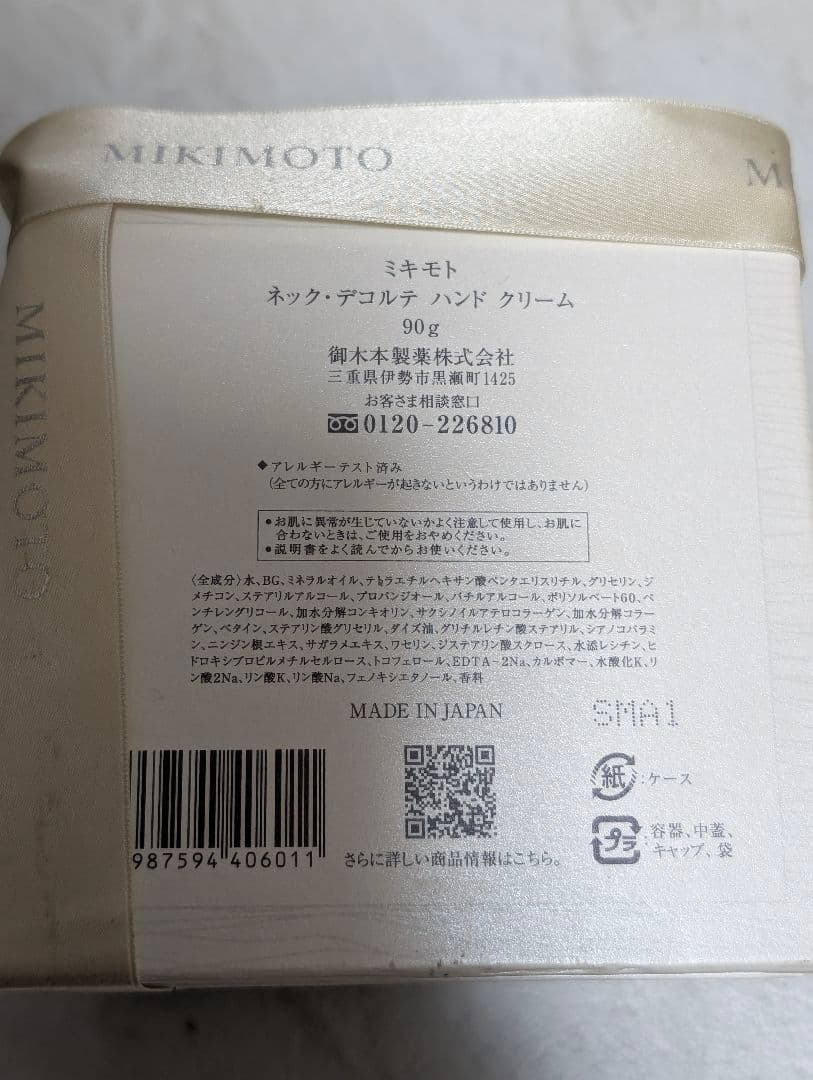 MIKIMOTO
M
MIKIMOTO
ミキモト
ネック・デコルテ ハンド クリーム
90g
御木本製薬株式会社
三重県伊勢市黒瀬町1425
お客さま相談窓口
0120-226810
◆アレルギーテスト済み
(全ての方にアレルギーが起きないというわけではありません)
●お肌に異常が生じていないかよく注意して使用し、お肌に
合わないときは、ご使用をおやめください。
●説明書をよく読んでからお使いください。
〈全成分〉水、BG、ミネラルオイル、テトラエチルヘキサン酸ペンタエリスリチル、グリセリン、ジ
メチコン、ステアリルアルコール、プロパンジオール、バチルアルコール、ポリソルベート60、ペ
ンチレングリコール、加水分解コンキオリン、サクシノイルアテロコラーゲン、加水分解コラー
ゲン、ベタイン、ステアリン酸グリセリル、ダイズ油、グリチルレチン酸ステアリル、シアノコバラミ
ン、ニンジン根エキス、サガラメエキス、ワセリン、ジステアリン酸スクロース、水添レシチン、ヒ
ドロキシプロピルメチルセルロース、トコフェロール、EDTA-2Na、カルボマー、水酸化K、リ
ン酸2Na、リン酸K、リン酸Na、フェノキシエタノール、香料
MADE IN JAPAN
SMA1
紙:ケース
プラ:容器、中蓋、
キャップ、袋
987594 406011
さらに詳しい商品情報はこちら。